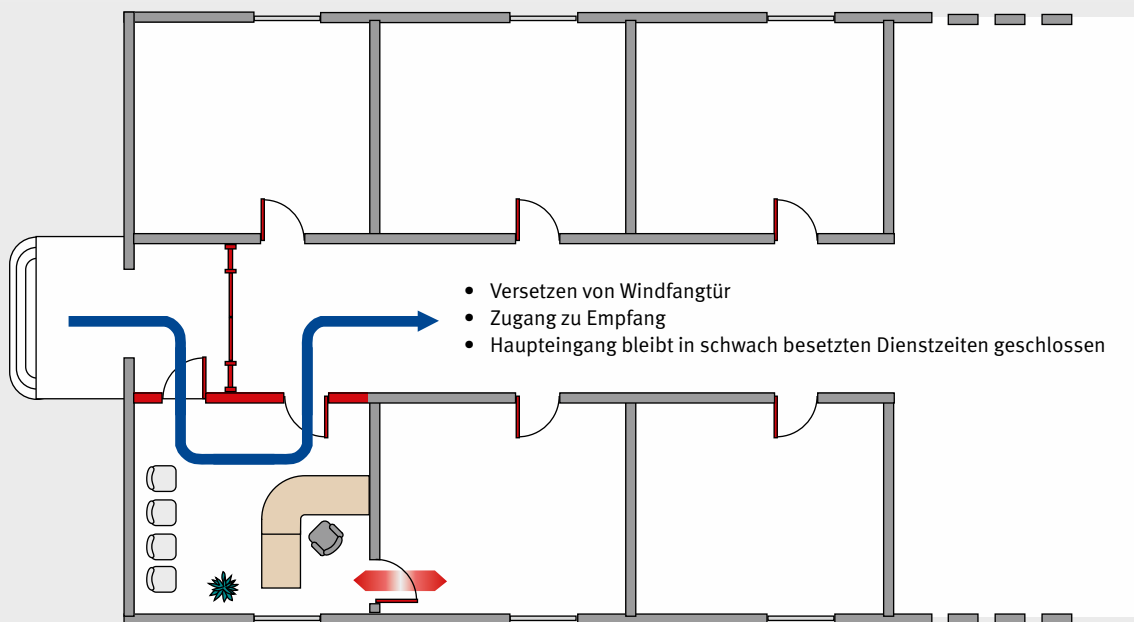 • Versetzen von Windfangtür
• Zugang zu Empfang
• Haupteingang bleibt in schwach besetzten Dienstzeiten geschlossen